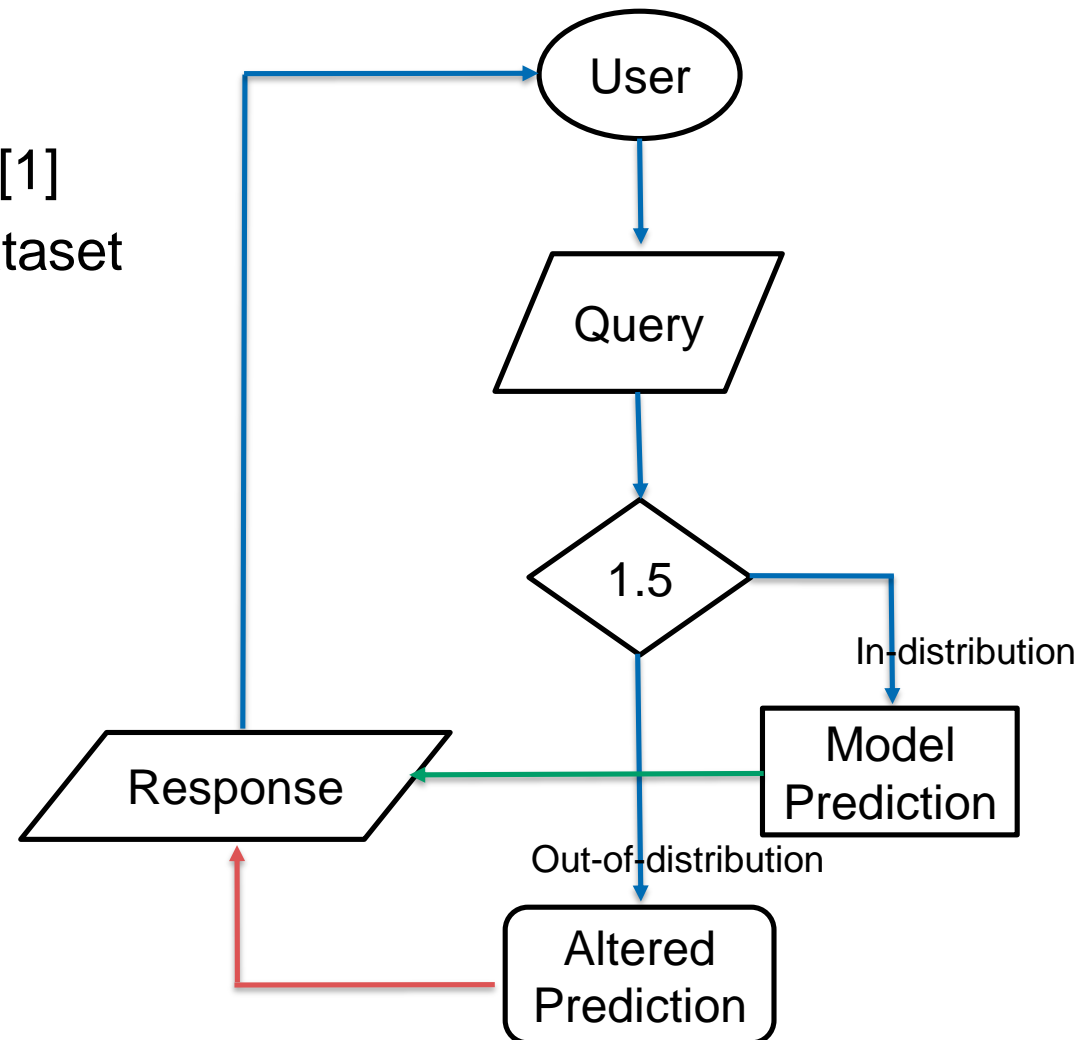 User
[1]
taset
Query
1.5
In-distribution
Model
Prediction
Response
Out-of-distribution
Altered
Prediction